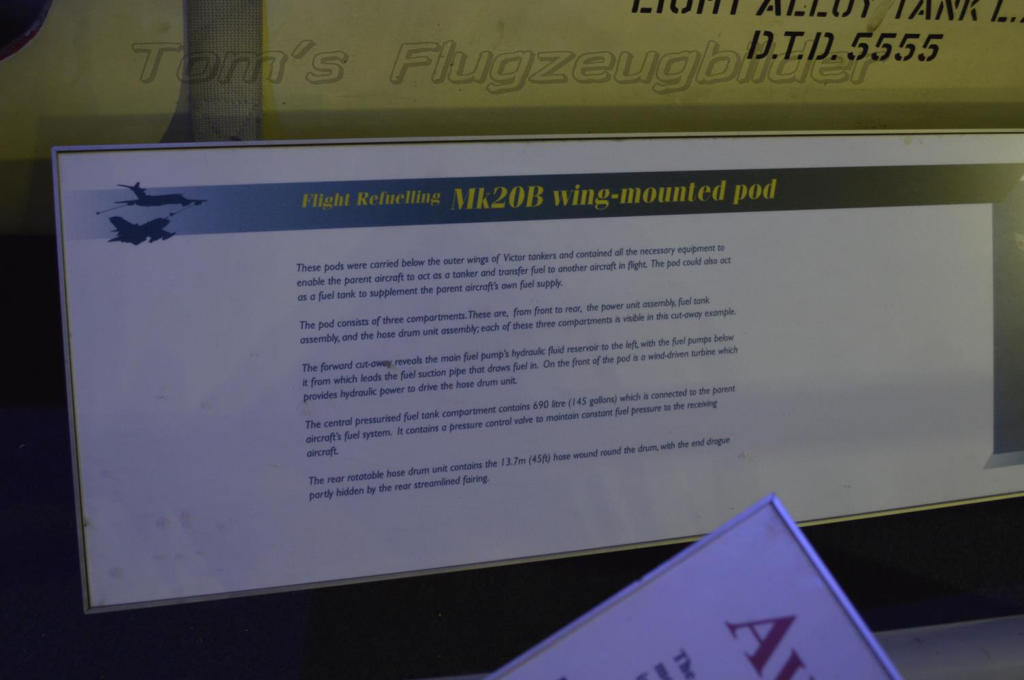 LIGHT ALLOY TANK
D.T.D. 5555
Tom's Flugzeugbilder
Flight Refuelling Mk20B wing-mounted pod
These pods were carried below the outer wings of Victor tankers and contained all the necessary equipment to
enable the parent aircraft to act as a tanker and transfer fuel to another aircraft in flight. The pod could also act
as a fuel tank to supplement the parent aircraft's own fuel supply.
The pod consists of three compartments. These are, from front to rear, the power unit assembly, fuel tank
assembly, and the hose drum unit assembly; each of these three compartments is visible in this cut-away example.
The forward cut-away reveals the main fuel pump's hydraulic fluid reservoir to the left, with the fuel pumps below
it from which leads the fuel suction pipe that draws fuel in. On the front of the pod is a wind-driven turbine which
provides hydraulic power to drive the hose drum unit.
The central pressurised fuel tank compartment contains 690 litre (145 gallons) which is connected to the parent
aircraft's fuel system. It contains a pressure control valve to maintain constant fuel pressure to the receiving
aircraft.
The rear rotatable hose drum unit contains the 13.7m (45ft) hose wound round the drum, with the end drogue
partly hidden by the rear streamlined fairing.
AV
The